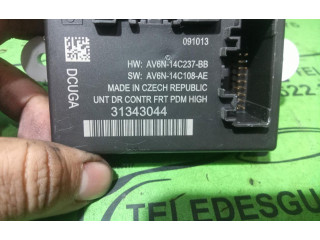 091013
DCUGA
HW: AV6N-14C237-BB
SW: AV6N-14C108-AE
MADE IN CZECH REPUBLIC
UNT DR CONTR FRT PDM HIGH
31343044
TELEDESGU